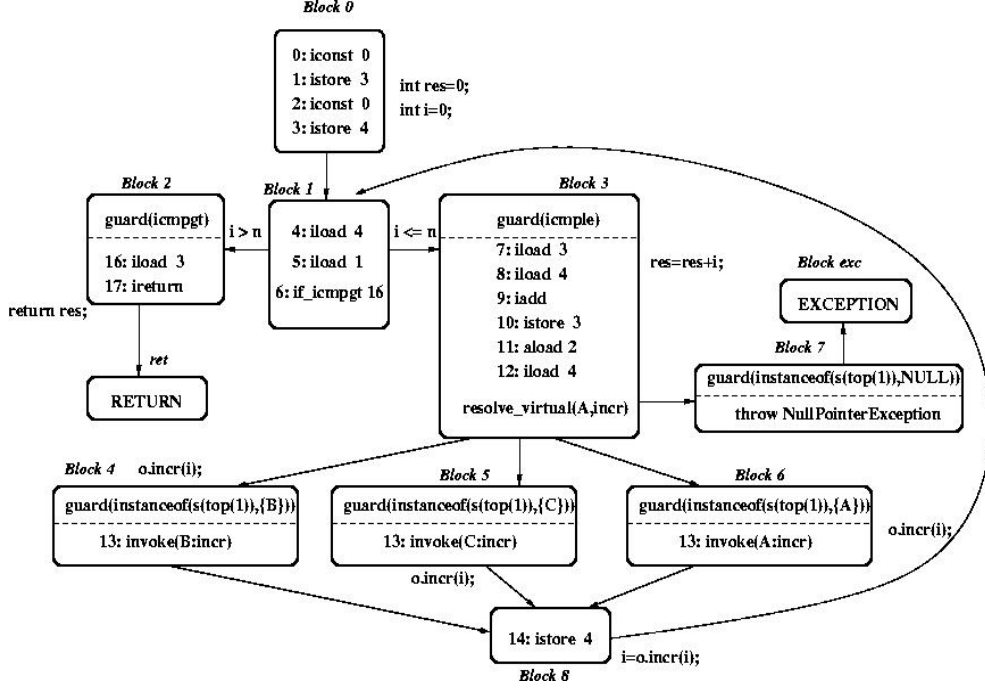 Block 0
0: iconst 0
1: istore 3
2: iconst 0
3: istore 4
int res=0;
int i=0;
Block 2
guard(icmpgt)
16: iload 3
17: ireturn
return res;
ret
RETURN
i > n
Block 1
4: iload 4
5: iload 1
6: if_icmpgt 16
i <= n
Block 3
guard(icmple)
7: iload 3
8: iload 4
9: iadd
10: istore 3
11: aload 2
12: iload 4
resolve_virtual(A,incr)
res=res+i;
Block exc
EXCEPTION
Block 7
guard(instanceof(s(top(1)),NULL))
throw NullPointerException
Block 4
o.incr(i);
guard(instanceof(s(top(1)),{B}))
13: invoke(B:incr)
Block 5
guard(instanceof(s(top(1)),{C}))
13: invoke(C:incr)
o.incr(i);
Block 6
guard(instanceof(s(top(1)),{A}))
13: invoke(A:incr)
o.incr(i);
14: istore 4
i=o.incr(i);
Block 8